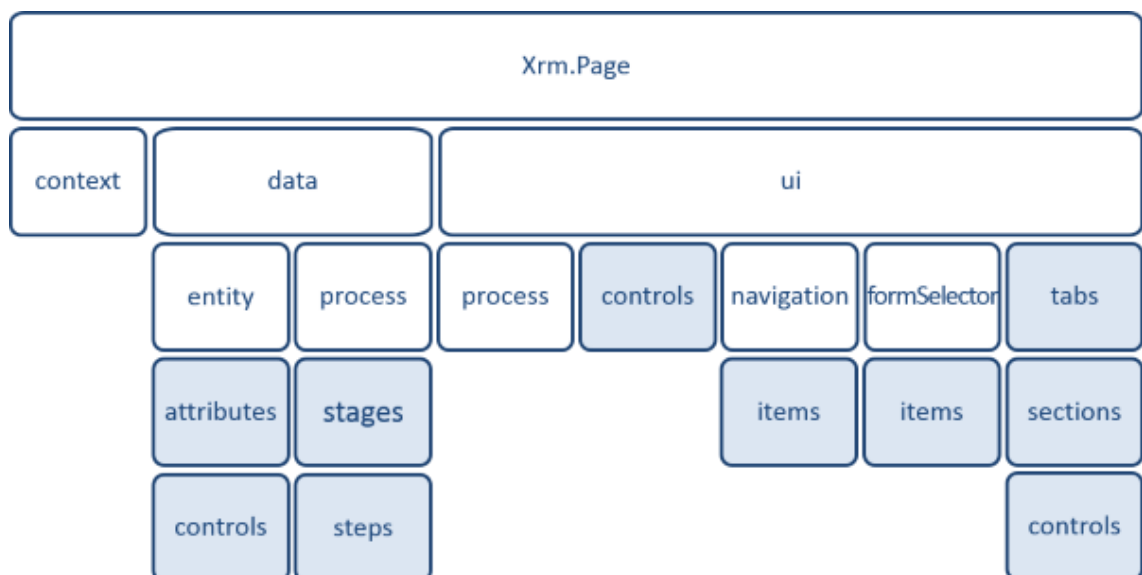 Xrm.Page
context data ui
entity process process controls navigation formSelector tabs
attributes stages items items sections
controls steps controls